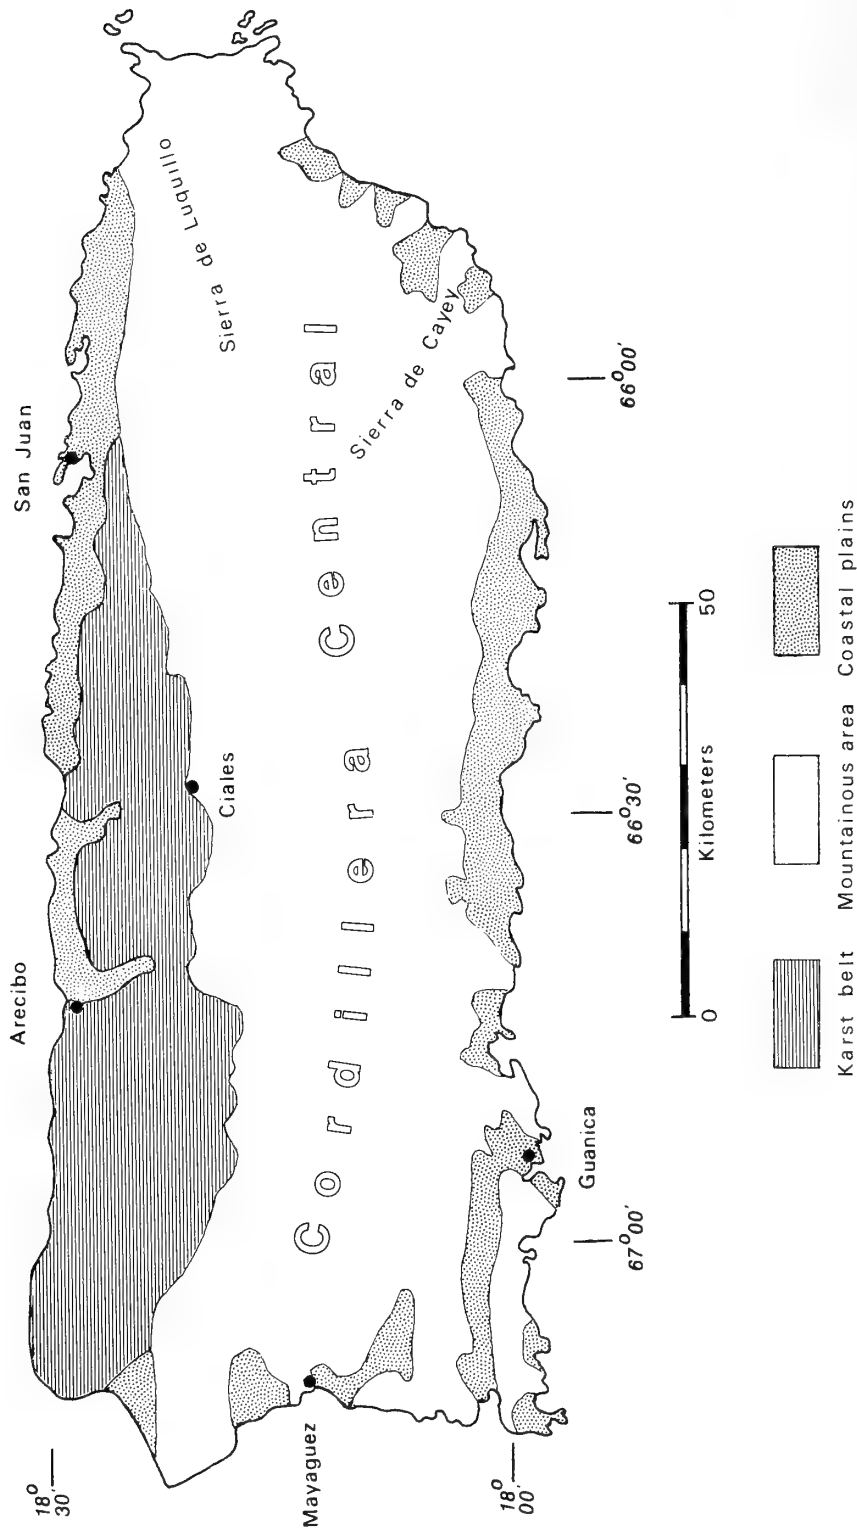 San Juan
Arecibo
Ciales
Mayaguez
Guanica
Sierra de Luquillo
Sierra de Cayey
Cordillera Central
18° 30'
18° 00'
67° 00'
66° 30'
66° 00'
0 Kilometers 50
Karst belt Mountainous area Coastal plains